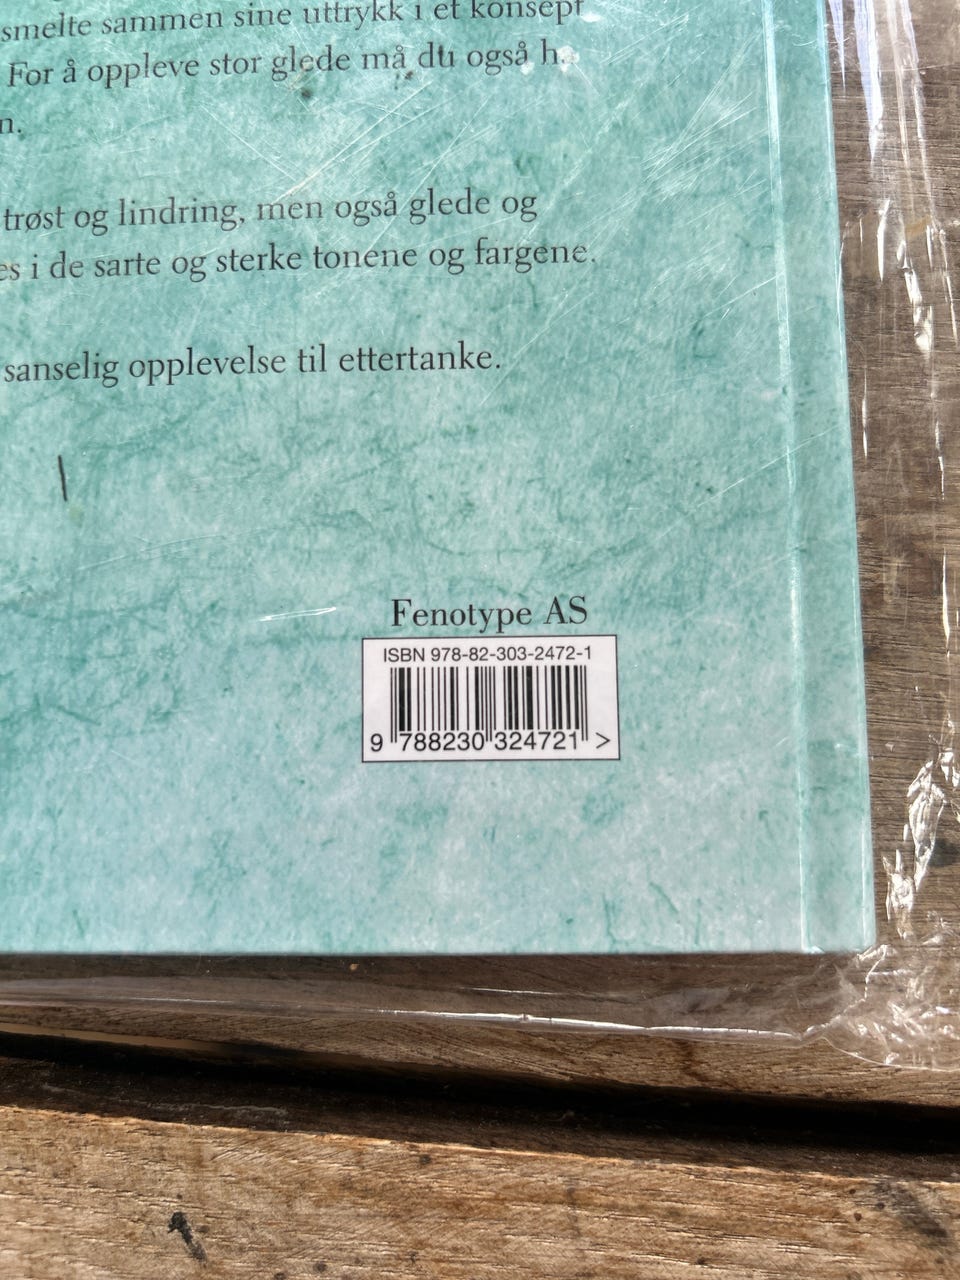 smelte sammen sine uttrykk i et konsept
For å oppleve stor glede må du også
n.
trøst og lindring, men også glede og
es i de sarte og sterke tonene og fargene.
sanselig opplevelse til ettertanke.
Fenotype AS
ISBN 978-82-303-2472-1
9 788230 324721 >